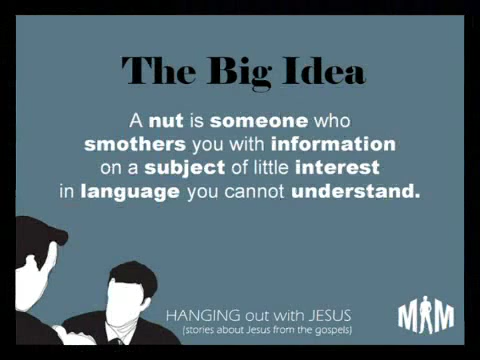 The Big Idea
A nut is someone who
smothers you with information
on a subject of little interest
in language you cannot understand.
HANGING out with JESUS
(stories about Jesus from the gospels)
MIM